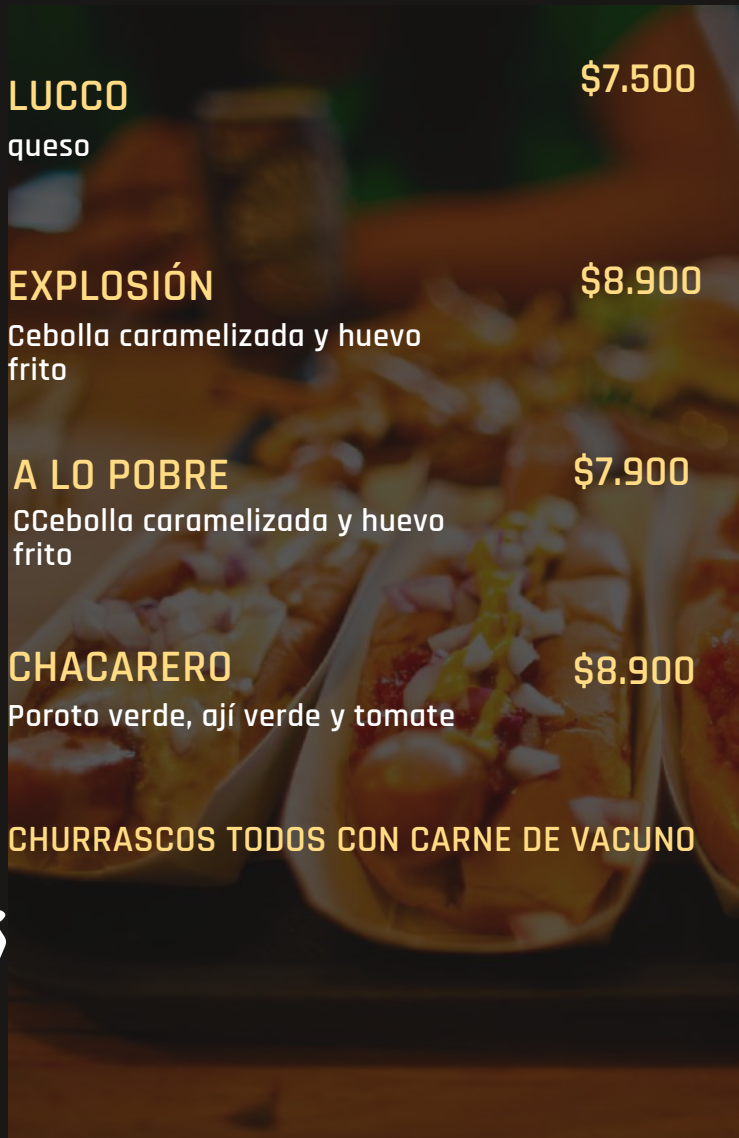 LUCCO
$7.500
queso
EXPLOSIÓN
$8.900
Cebolla caramelizada y huevo
frito
A LO POBRE
$7.900
CCebolla caramelizada y huevo
frito
CHACARERO
$8.900
Poroto verde, ají verde y tomate
CHURRASCOS TODOS CON CARNE DE VACUNO